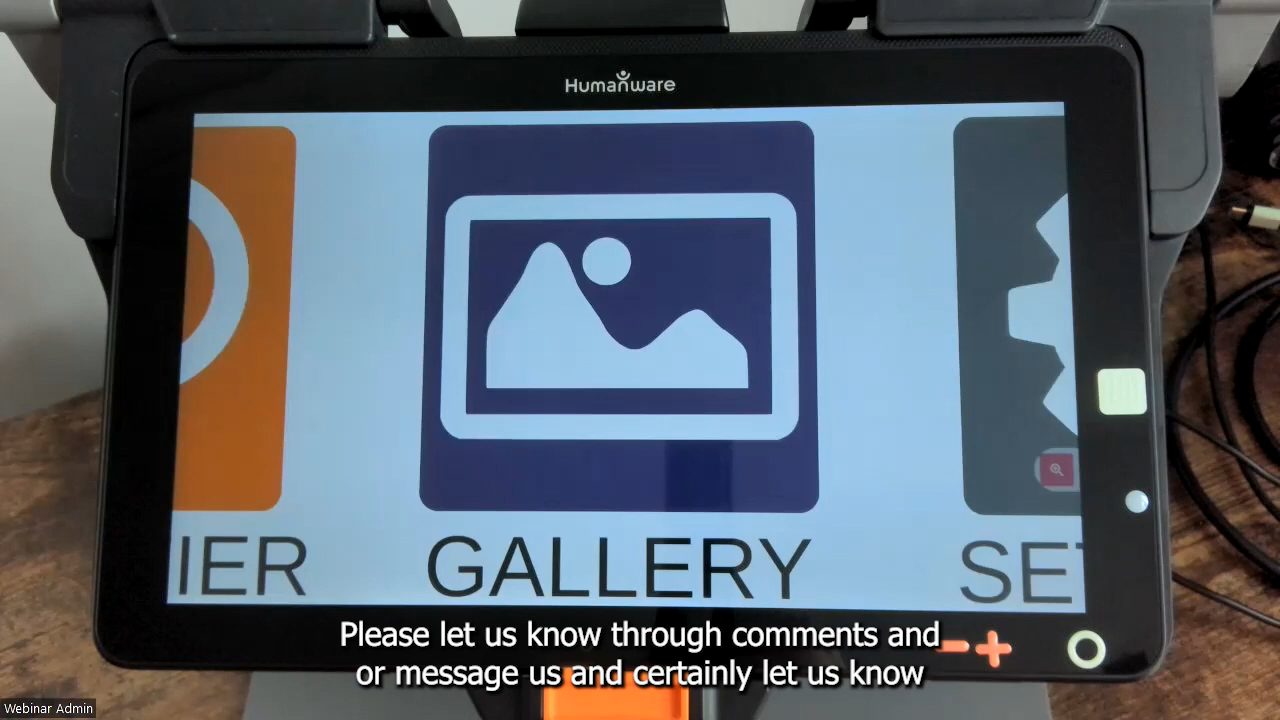 Humanware
IER GALLERY SET
Please let us know through comments and
or message us and certainly let us know
Webinar Admin